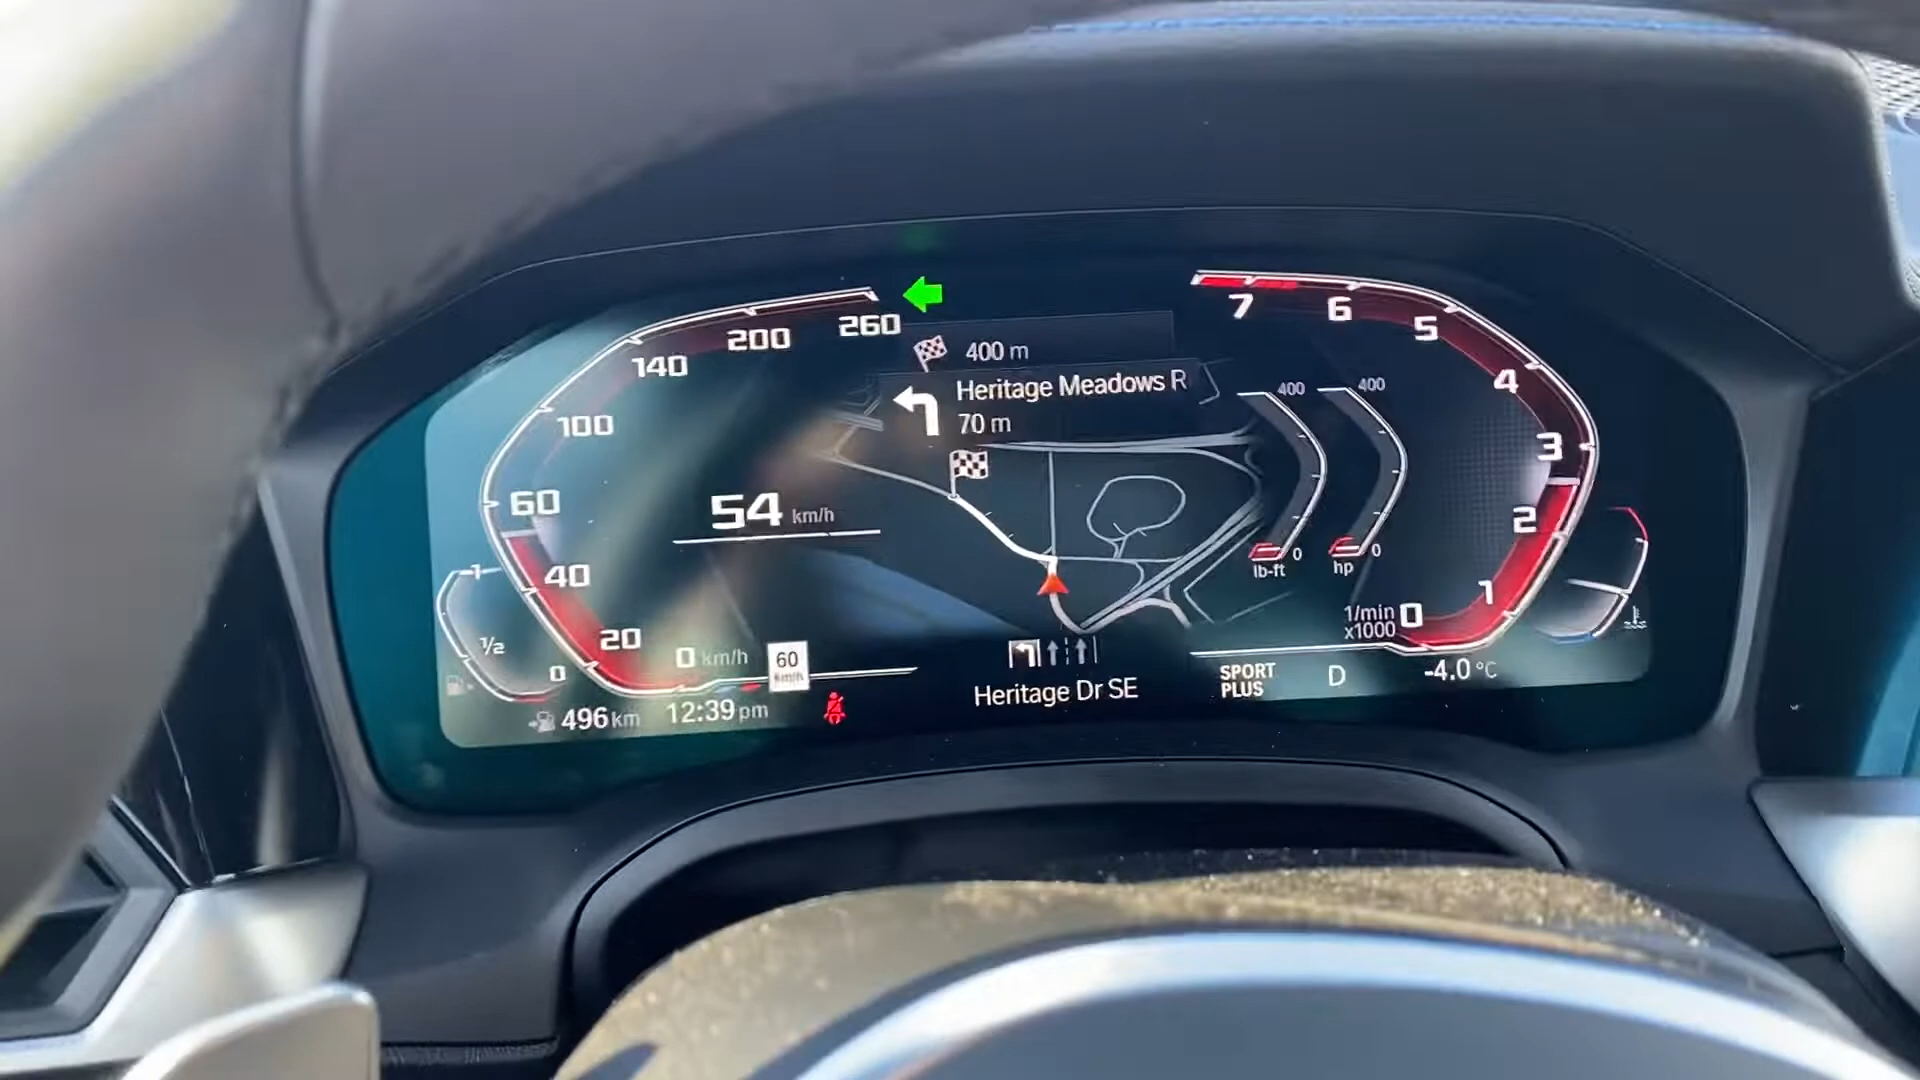 260
200
140
100
60
40
20
400 m
Heritage Meadows R
70 m
54 km/h
1
1/2
0
0 km/h
60
km/h
496 km
12:39 pm
Heritage Dr SE
400
0
lb-ft
400
0
hp
7
6
5
4
3
2
1
0
1/min
x1000
SPORT
PLUS
D
-4.0 °C